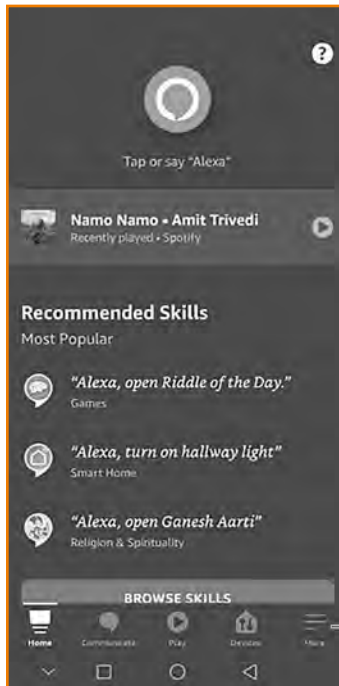 ?
Tap or say "Alexa"
Namo Namo • Amit Trivedi
Recently played • Spotify
Recommended Skills
Most Popular
"Alexa, open Riddle of the Day."
Games
"Alexa, turn on hallway light"
Smart Home
"Alexa, open Ganesh Aarti"
Religion & Spirituality
BROWSE SKILLS
Home Communicate Play Devices More